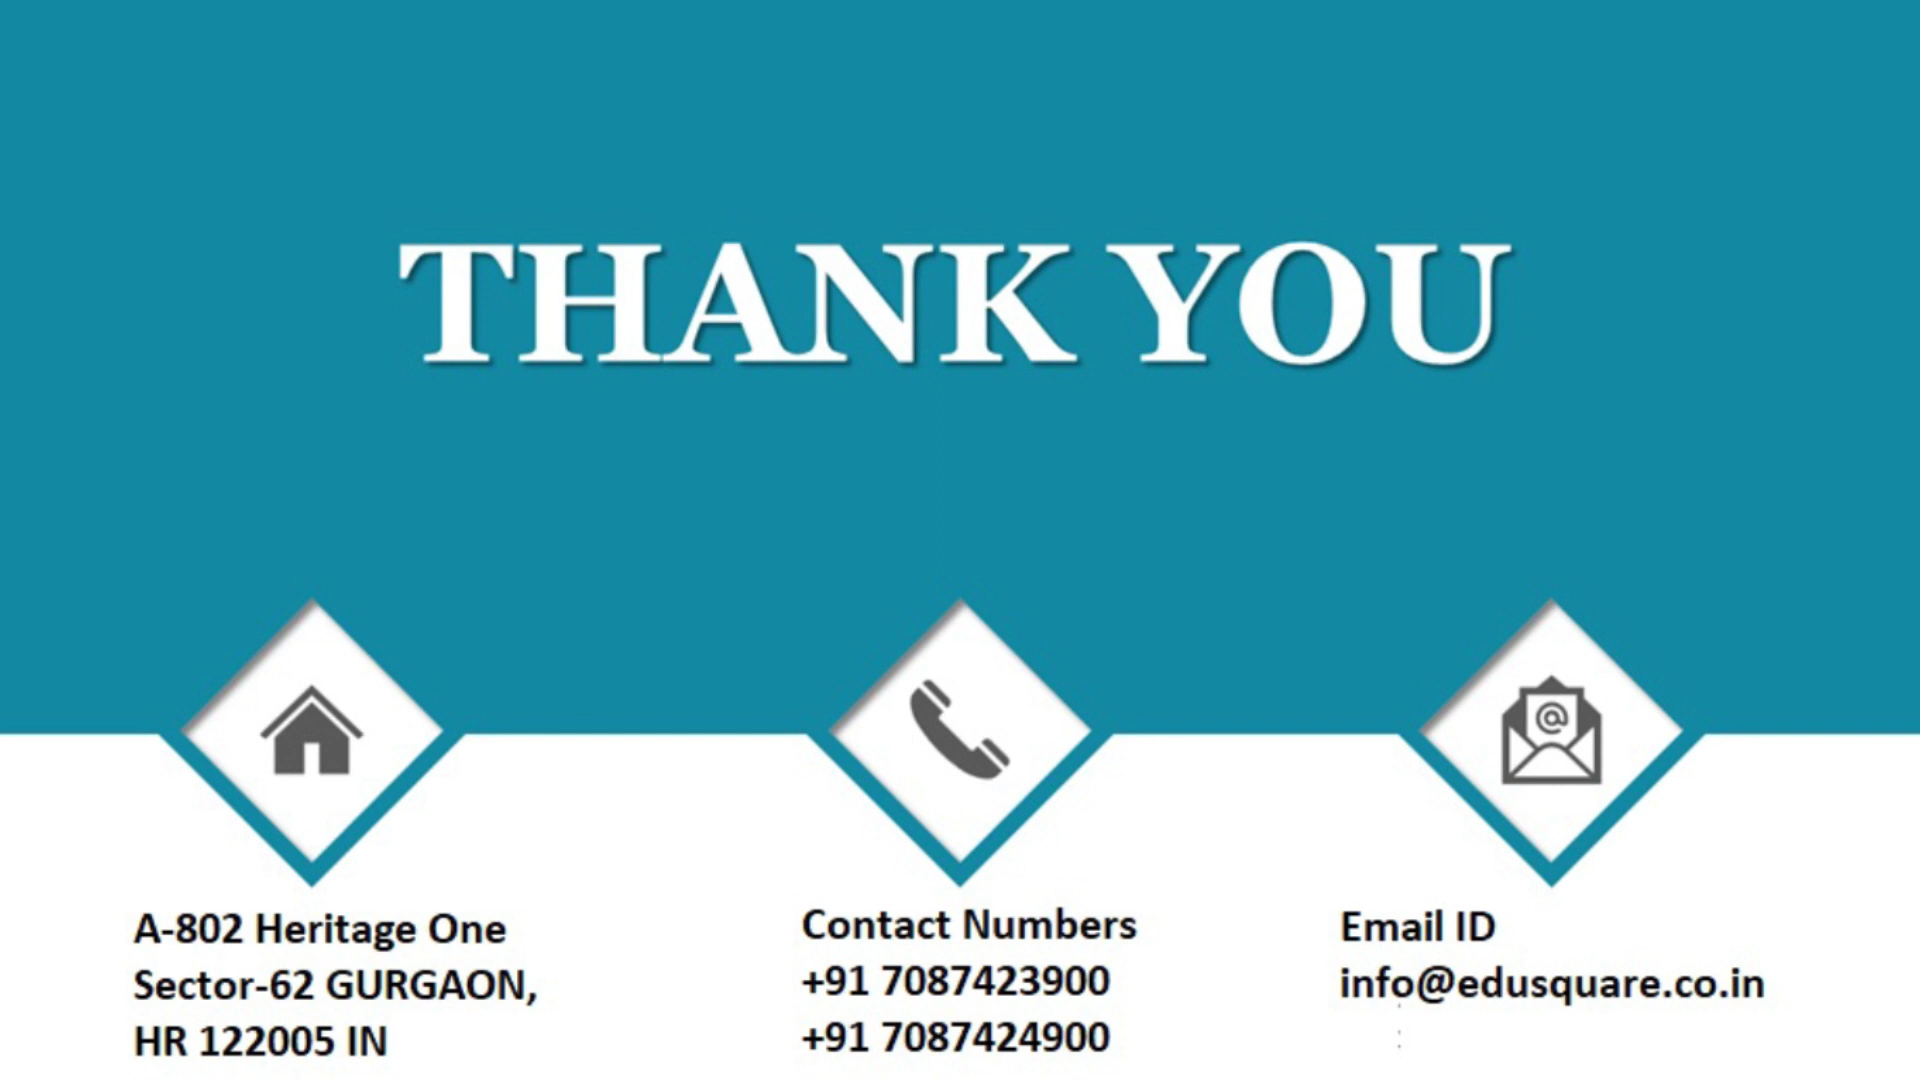 THANK YOU
A-802 Heritage One
Sector-62 GURGAON,
HR 122005 IN
Contact Numbers
+91 7087423900
+91 7087424900
Email ID
info@edusquare.co.in